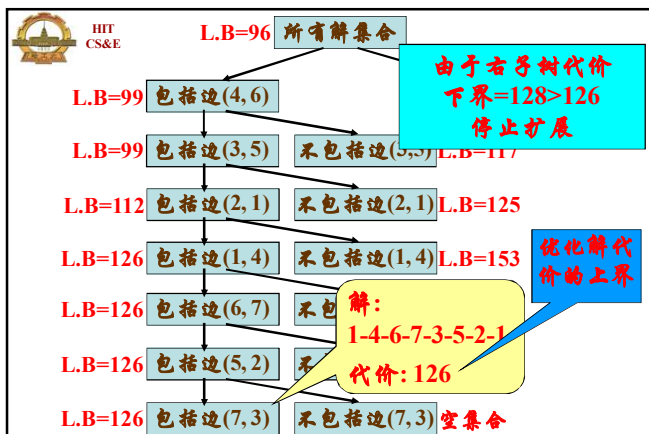 HIT
CS&E
L.B=96 所有解集合
由于右子树代价
下界=128>126
停止扩展
L.B=99 包括边(4, 6)
L.B=99 包括边(3, 5) 不包括边(3, 5) L.B=117
L.B=112 包括边(2, 1) 不包括边(2, 1) L.B=125
L.B=126 包括边(1, 4) 不包括边(1, 4) L.B=153
优化解代
价的上界
L.B=126 包括边(6, 7) 不包
解:
1-4-6-7-3-5-2-1
代价: 126
L.B=126 包括边(5, 2) 不
L.B=126 包括边(7, 3) 不包括边(7, 3) 空集合